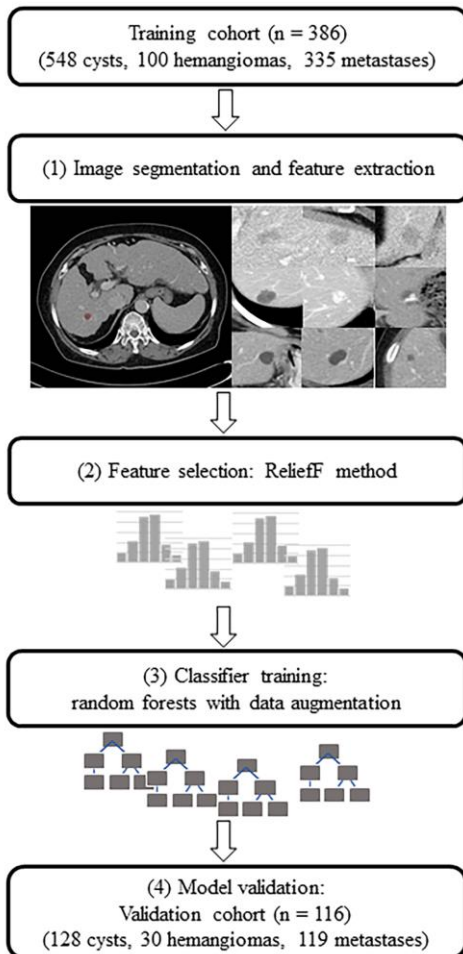 Training cohort (n = 386)
(548 cysts, 100 hemangiomas, 335 metastases)
(1) Image segmentation and feature extraction
(2) Feature selection: ReliefF method
(3) Classifier training:
random forests with data augmentation
(4) Model validation:
Validation cohort (n = 116)
(128 cysts, 30 hemangiomas, 119 metastases)